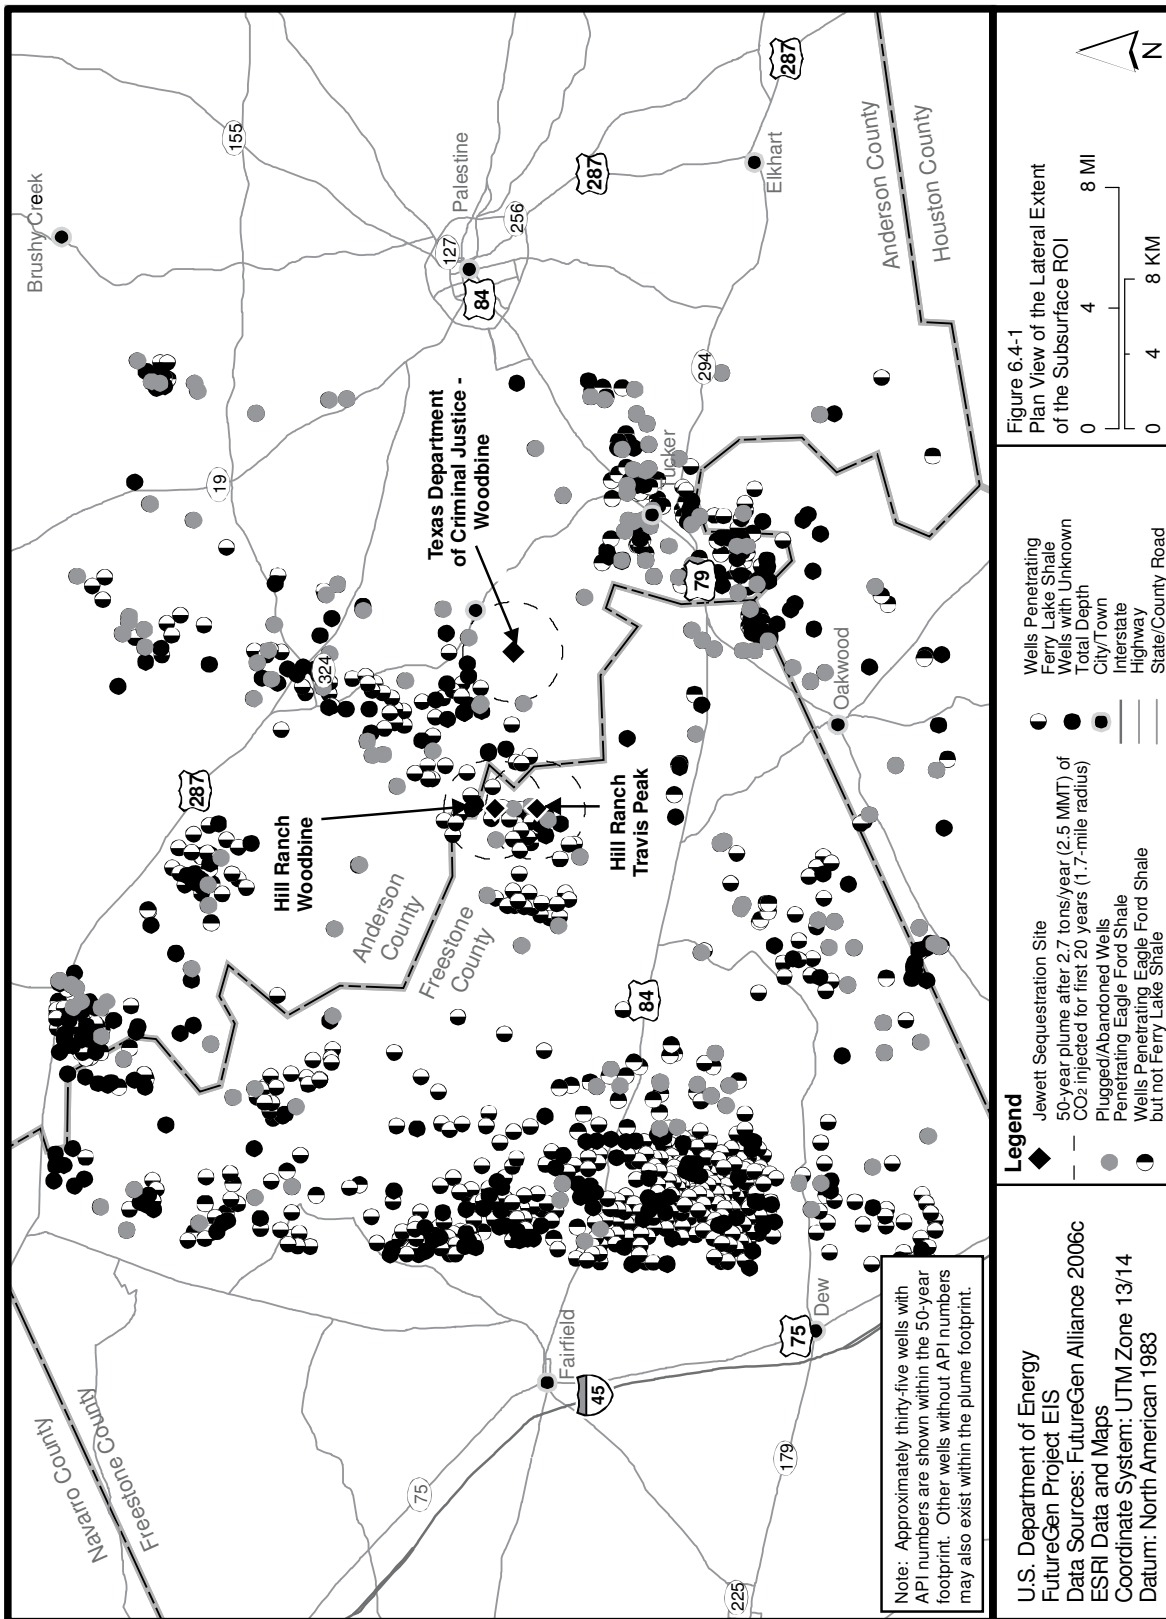 Brushy Creek
155
287
287
Elkhart
Palestine
127
256
84
Anderson County
Houston County
294
19
Texas Department
of Criminal Justice -
Woodbine
ucker
79
324
287
Hill Ranch
Woodbine
Hill Ranch
Travis Peak
Oakwood
Anderson
County
Freestone
County
84
Navarro County
Freestone County
75
Fairfield
45
75
Dew
179
225
Note: Approximately thirty-five wells with
API numbers are shown within the 50-year
footprint. Other wells without API numbers
may also exist within the plume footprint.
U.S. Department of Energy
FutureGen Project EIS
Data Sources: FutureGen Alliance 2006c
ESRI Data and Maps
Coordinate System: UTM Zone 13/14
Datum: North American 1983
Legend
Jewett Sequestration Site
50-year plume after 2.7 tons/year (2.5 MMT) of
CO2 injected for first 20 years (1.7-mile radius)
Plugged/Abandoned Wells
Penetrating Eagle Ford Shale
Wells Penetrating Eagle Ford Shale
but not Ferry Lake Shale
Wells Penetrating
Ferry Lake Shale
Wells with Unknown
Total Depth
City/Town
Interstate
Highway
State/County Road
Figure 6.4-1
Plan View of the Lateral Extent
of the Subsurface ROI
0 4 8 MI
0 4 8 KM
N